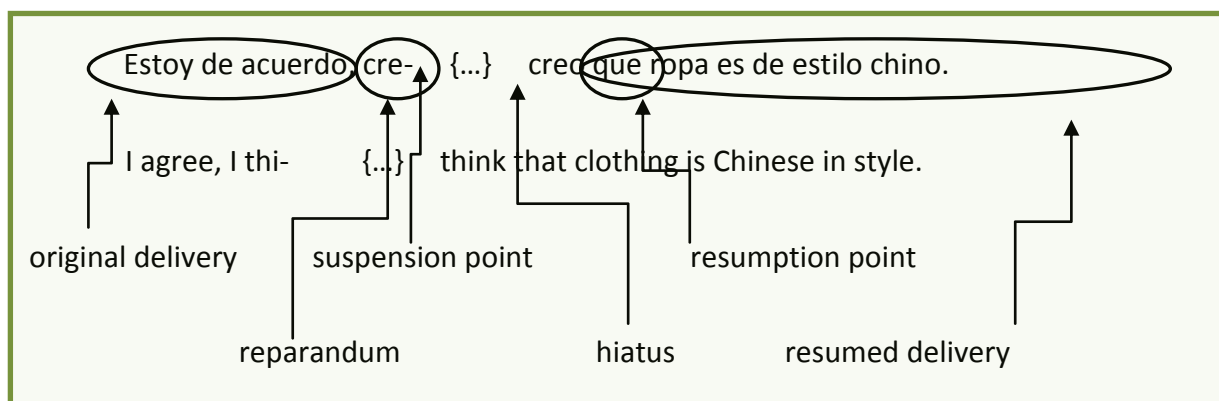 Estoy de acuerdo, cre- {…} creo que ropa es de estilo chino.
I agree, I thi- {…} think that clothing is Chinese in style.
original delivery suspension point resumption point
reparandum hiatus resumed delivery